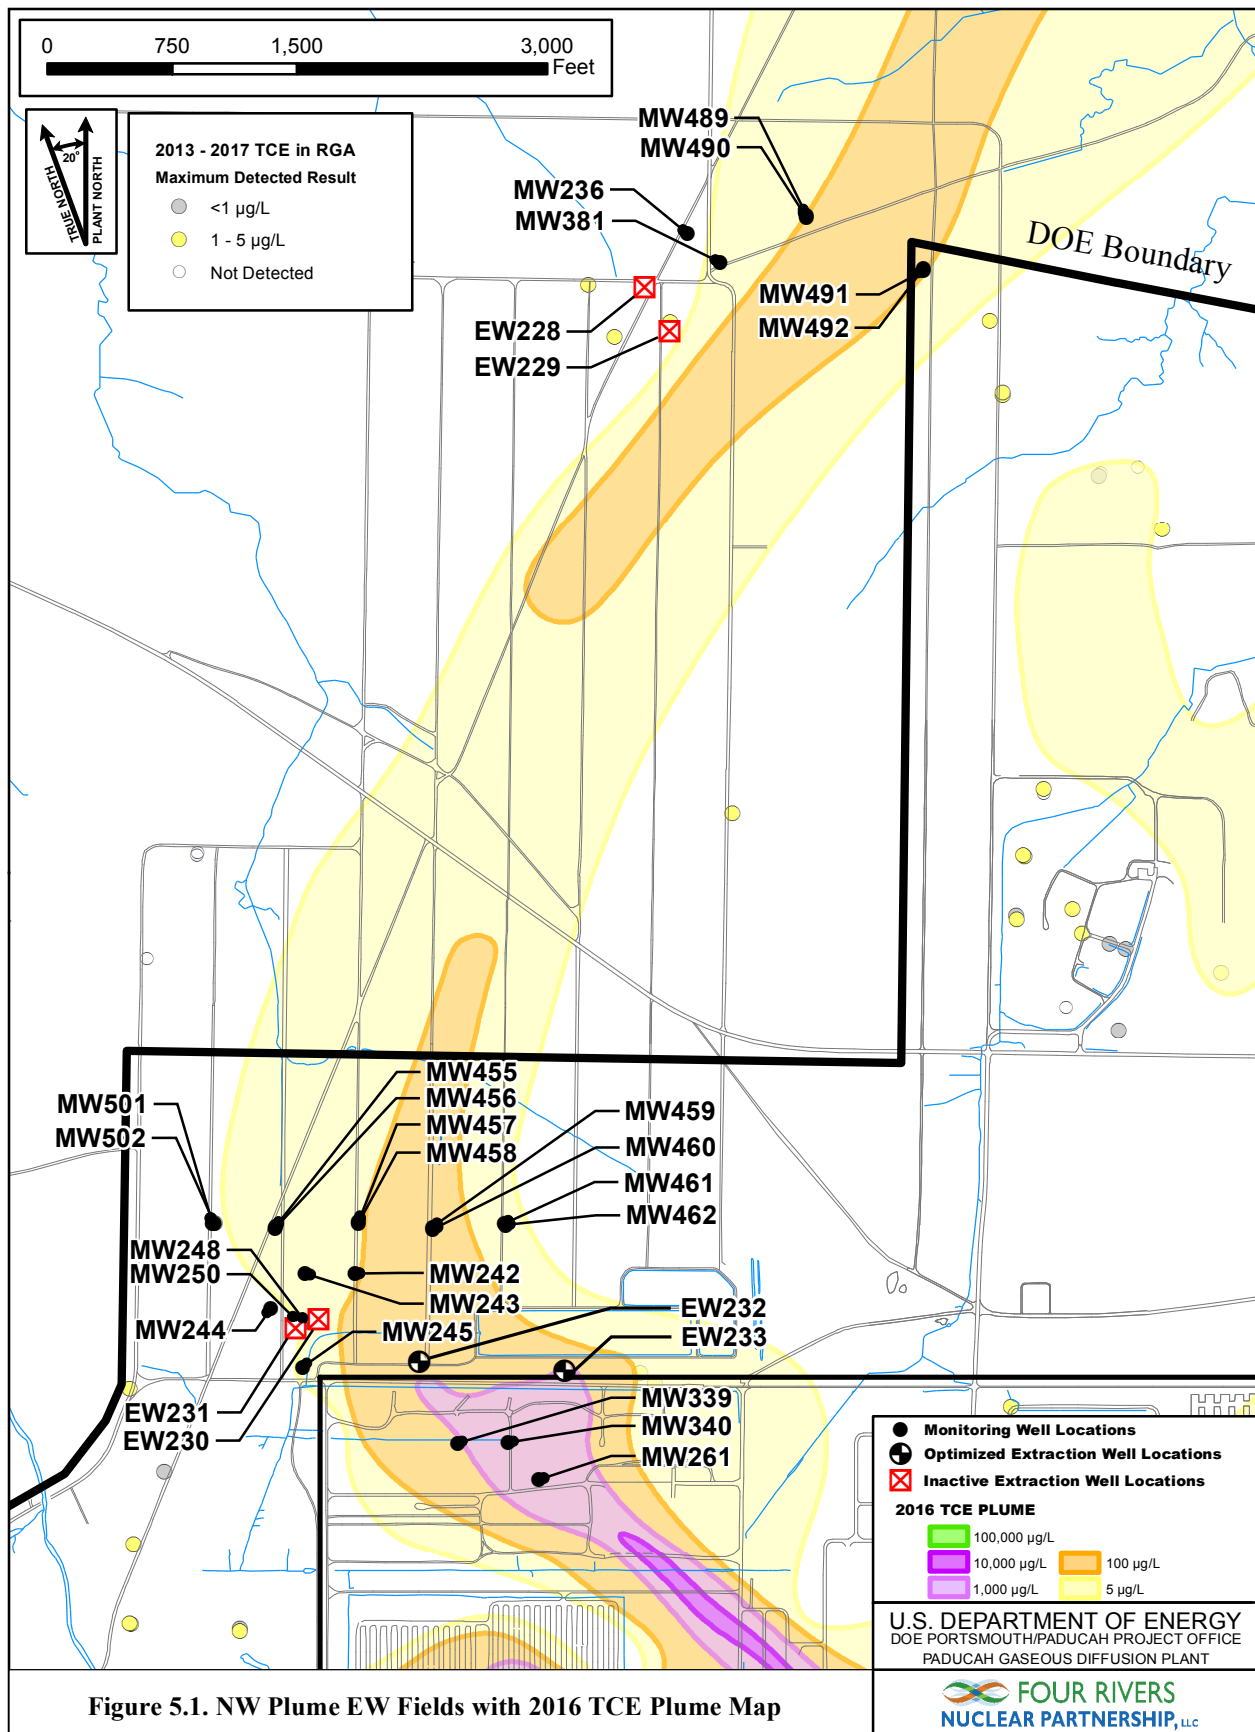 0 750 1,500 3,000
Feet
TRUE NORTH
20°
PLANT NORTH
2013 - 2017 TCE in RGA
Maximum Detected Result
<1 µg/L
1 - 5 µg/L
Not Detected
MW489
MW490
MW236
MW381
DOE Boundary
MW491
MW492
EW228
EW229
MW455
MW456
MW457
MW458
MW501
MW502
MW459
MW460
MW461
MW462
MW248
MW250
MW242
MW243
MW244
MW245
EW232
EW233
EW231
EW230
MW339
MW340
MW261
Monitoring Well Locations
Optimized Extraction Well Locations
Inactive Extraction Well Locations
2016 TCE PLUME
100,000 µg/L
10,000 µg/L 100 µg/L
1,000 µg/L 5 µg/L
U.S. DEPARTMENT OF ENERGY
DOE PORTSMOUTH/PADUCAH PROJECT OFFICE
PADUCAH GASEOUS DIFFUSION PLANT
Figure 5.1. NW Plume EW Fields with 2016 TCE Plume Map
FOUR RIVERS
NUCLEAR PARTNERSHIP, LLC